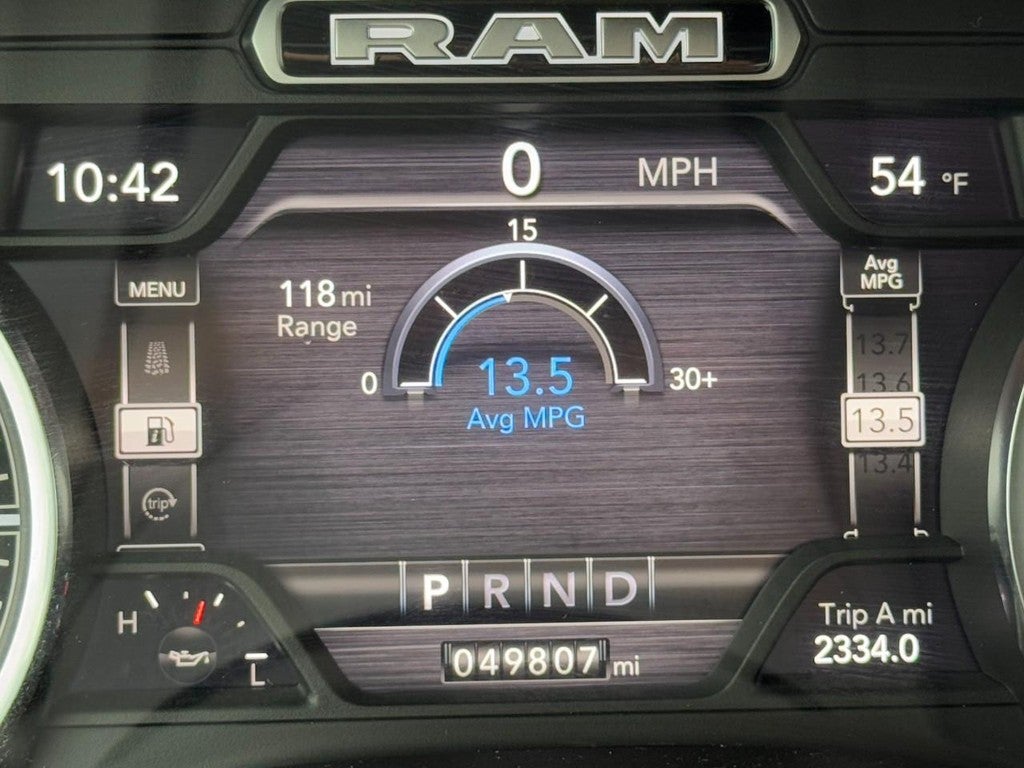 RAM
10:42
0 MPH
54 °F
15
MENU
118 mi
Range
0
30+
13.5
Avg MPG
Avg
MPG
13.7
13.6
13.5
13.4
trip
P R N D
H
L
049807 mi
Trip A mi
2334.0